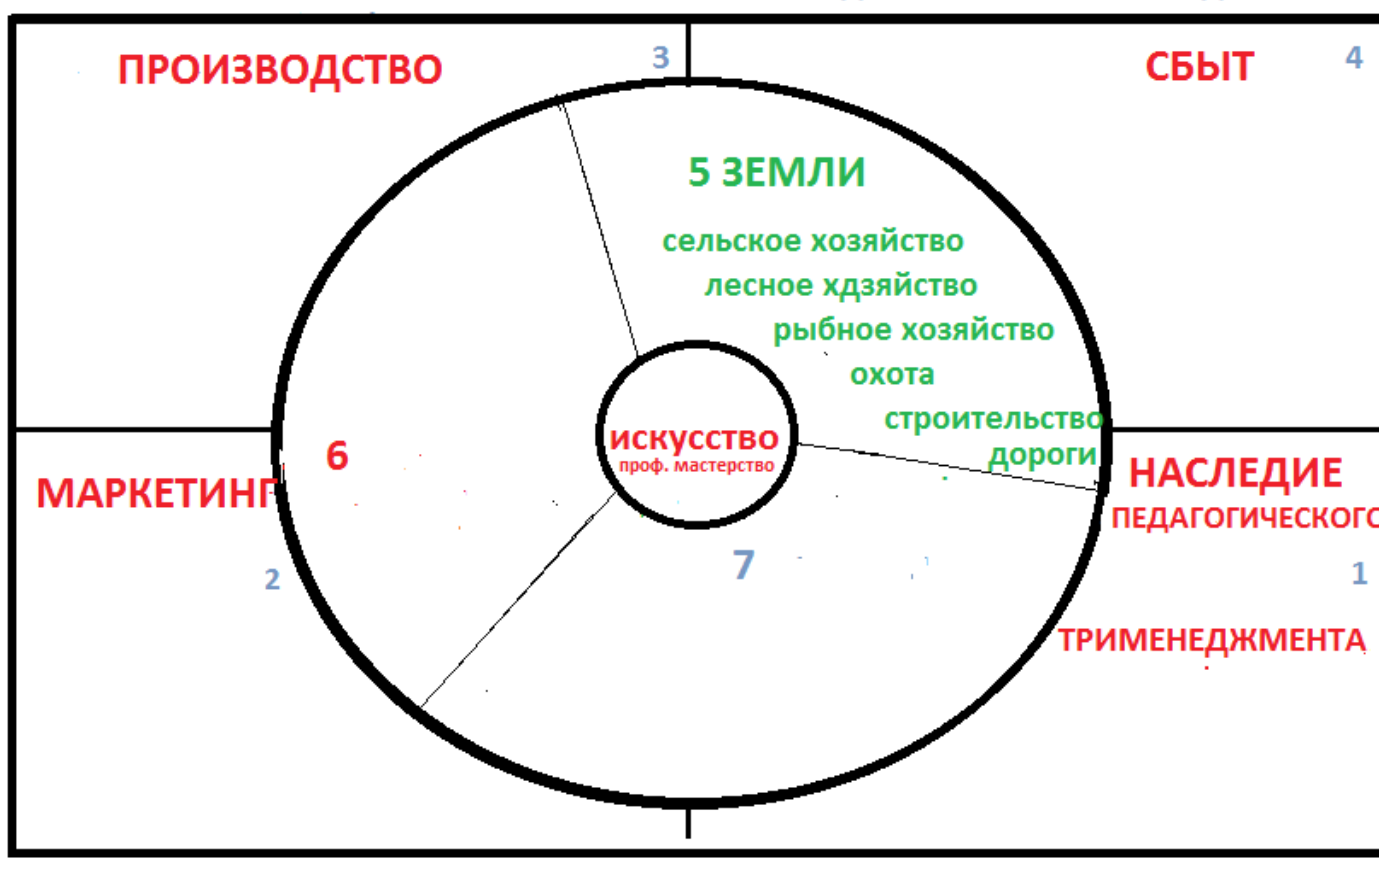 ПРОИЗВОДСТВО
3
СБЫТ
4
5 ЗЕМЛИ
сельское хозяйство
лесное хдзяйство
рыбное хозяйство
охота
строительство
дороги
искусство
проф. мастерство
6
МАРКЕТИНГ
2
7
НАСЛЕДИЕ
ПЕДАГОГИЧЕСКОГО
1
ТРИМЕНЕДЖМЕНТА